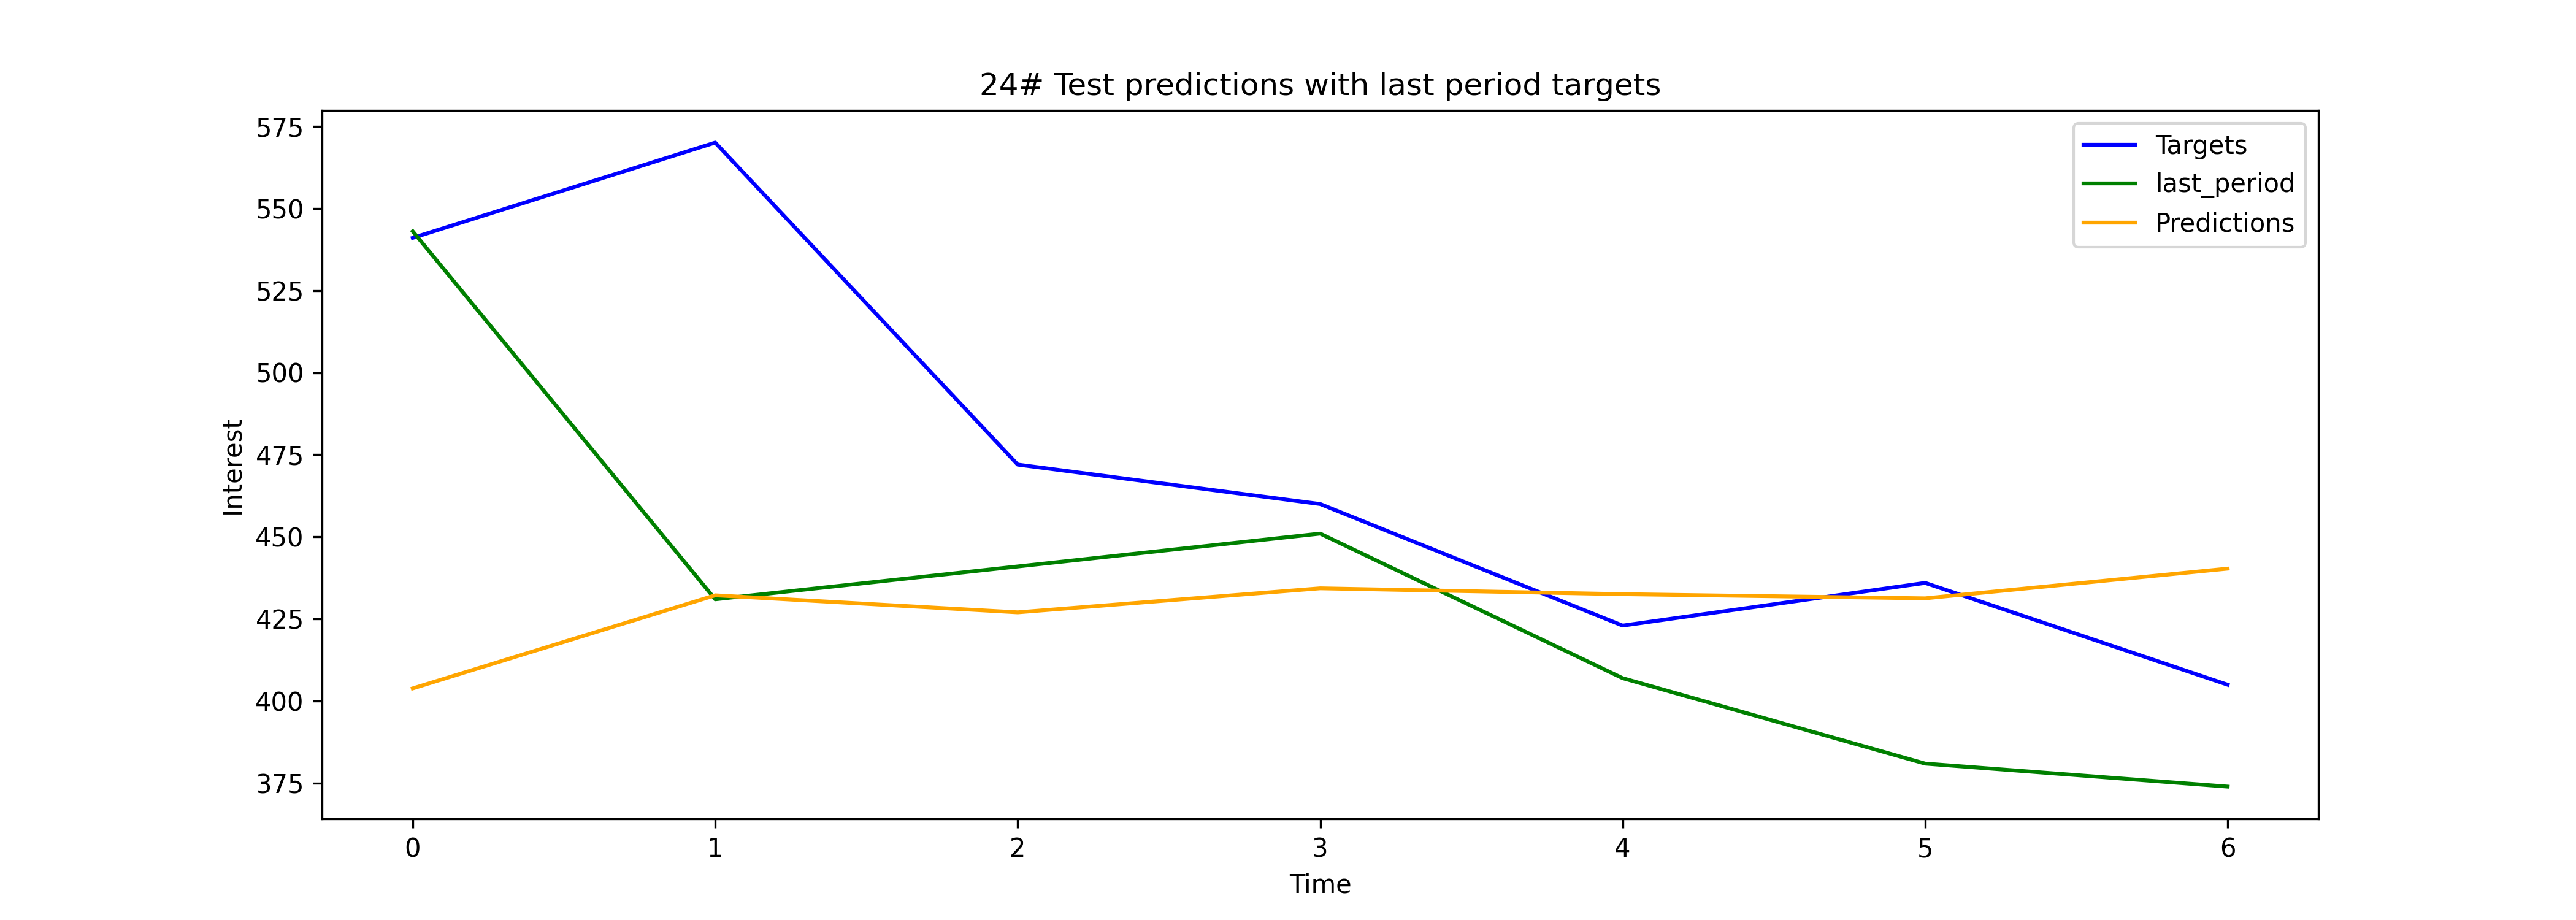 24# Test predictions with last period targets
575
550
525
500
475
450
425
400
375
Interest
0 1 2 3 4 5 6
Time
Targets
last_period
Predictions